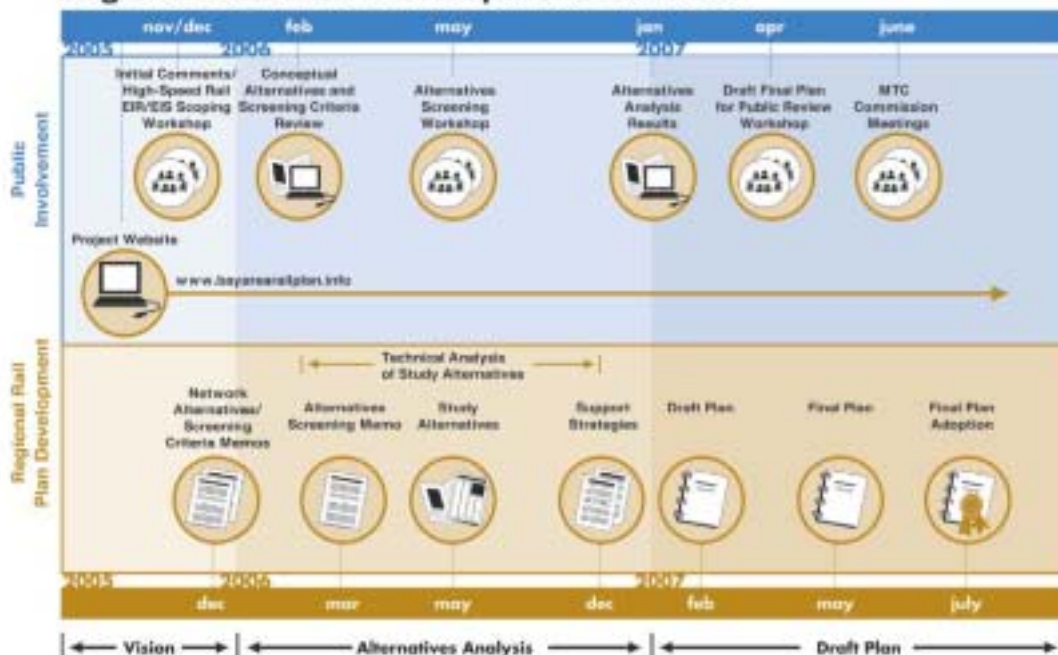 nov/dec feb may jan apr june
2005 2006 2007
Initial Comments/
High-Speed Rail
EIR/EIS Scoping
Workshop
Conceptual
Alternatives and
Screening Criteria
Review
Alternatives
Screening
Workshop
Alternatives
Analysis
Results
Draft Final Plan
for Public Review
Workshop
MTC
Commission
Meetings
Public
Involvement
Project Website
www.bayarearailplan.info
Technical Analysis
of Study Alternatives
Regional Rail
Plan Development
Network
Alternatives/
Screening
Criteria Memos
Alternatives
Screening Memo
Study
Alternatives
Support
Strategies
Draft Plan
Final Plan
Final Plan
Adoption
2005 2006 2007
dec mar may dec feb may july
Vision Alternatives Analysis Draft Plan